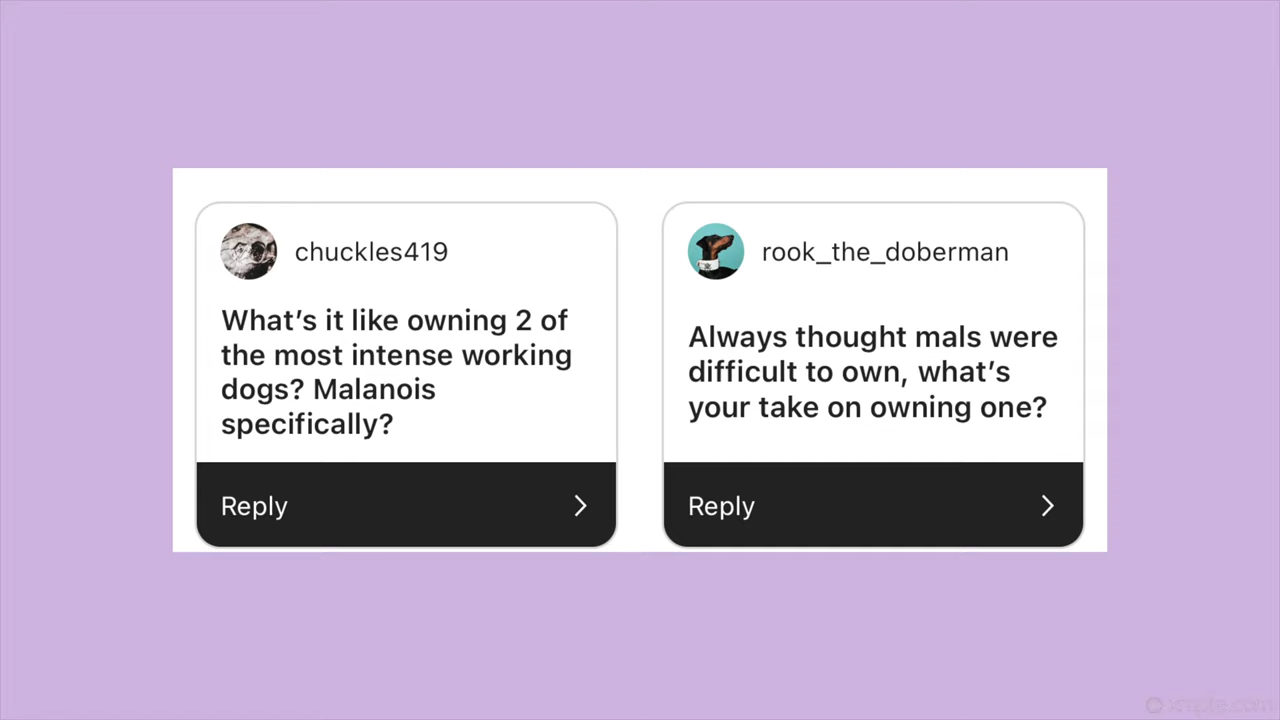 chuckles419
What's it like owning 2 of
the most intense working
dogs? Malanois
specifically?
Reply
rook_the_doberman
Always thought mals were
difficult to own, what's
your take on owning one?
Reply